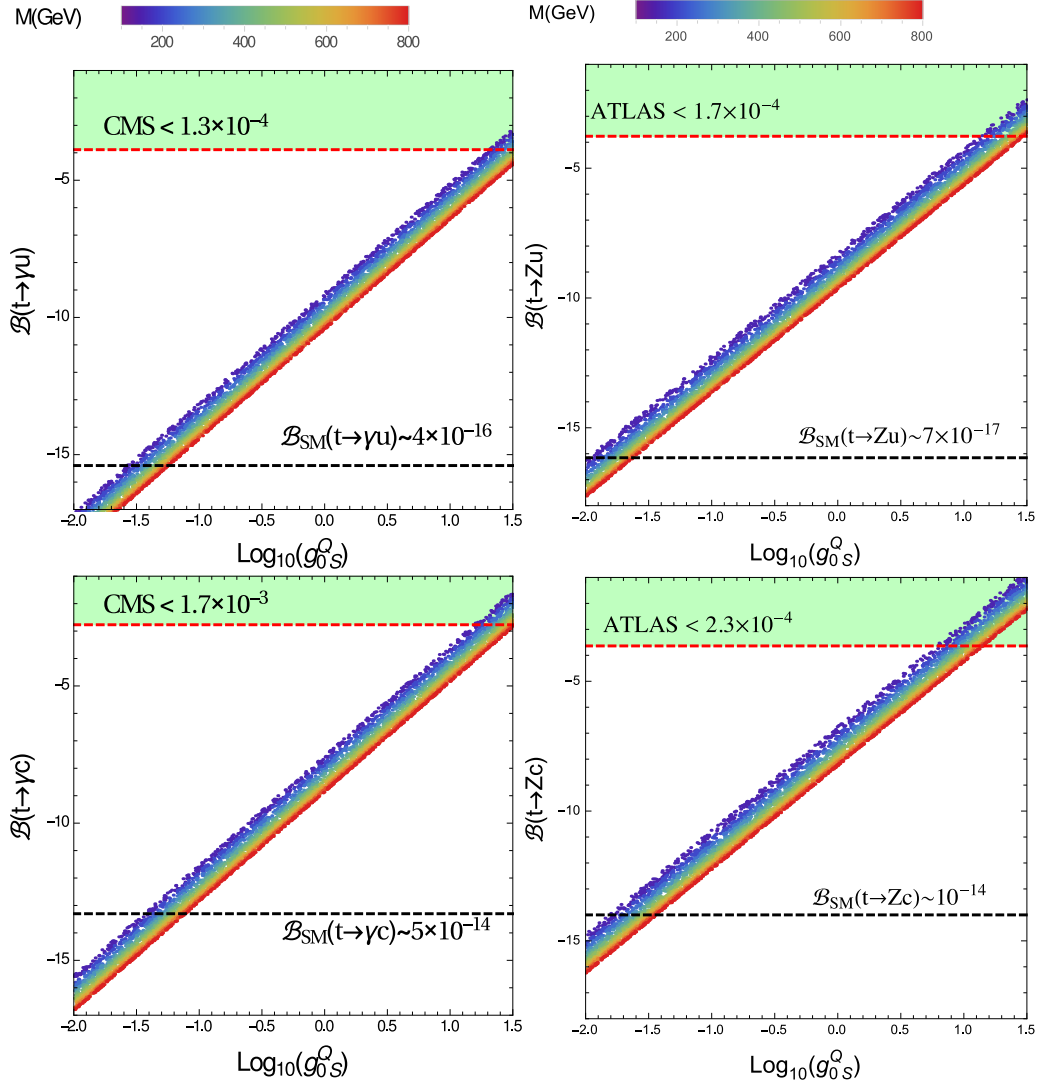 M(GeV)
200 400 600 800
M(GeV)
200 400 600 800
CMS < 1.3×10⁻⁴
-5
-10
-15
ℬ(t→γu)
ℬSM(t→γu)~4×10⁻¹⁶
-2.0 -1.5 -1.0 -0.5 0.0 0.5 1.0 1.5
Log₁₀(g₀Qₛ)
ATLAS < 1.7×10⁻⁴
-5
-10
-15
ℬ(t→Zu)
ℬSM(t→Zu)~7×10⁻¹⁷
-2.0 -1.5 -1.0 -0.5 0.0 0.5 1.0 1.5
Log₁₀(g₀Qₛ)
CMS < 1.7×10⁻³
-5
-10
-15
ℬ(t→γc)
ℬSM(t→γc)~5×10⁻¹⁴
-2.0 -1.5 -1.0 -0.5 0.0 0.5 1.0 1.5
Log₁₀(g₀Qₛ)
ATLAS < 2.3×10⁻⁴
-5
-10
-15
ℬ(t→Zc)
ℬSM(t→Zc)~10⁻¹⁴
-2.0 -1.5 -1.0 -0.5 0.0 0.5 1.0 1.5
Log₁₀(g₀Qₛ)